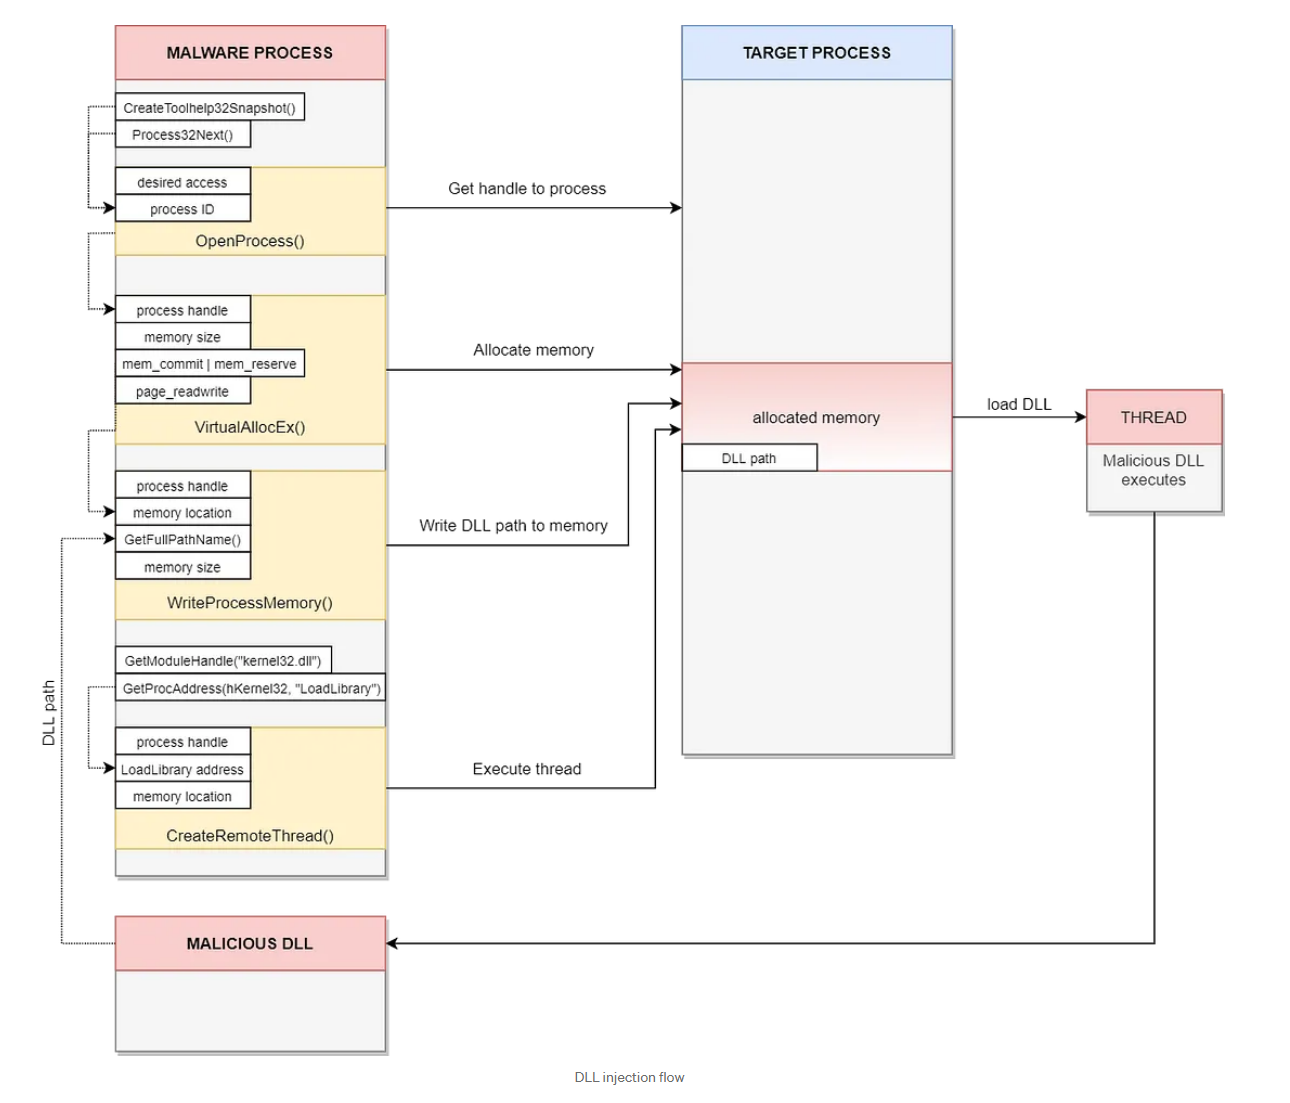 MALWARE PROCESS
TARGET PROCESS
CreateToolhelp32Snapshot()
Process32Next()
desired access
process ID
OpenProcess()
Get handle to process
process handle
memory size
mem_commit | mem_reserve
page_readwrite
VirtualAllocEx()
Allocate memory
allocated memory
DLL path
load DLL
THREAD
Malicious DLL
executes
process handle
memory location
GetFullPathName()
memory size
WriteProcessMemory()
Write DLL path to memory
GetModuleHandle("kernel32.dll")
GetProcAddress(hKernel32, "LoadLibrary")
DLL path
process handle
LoadLibrary address
memory location
CreateRemoteThread()
Execute thread
MALICIOUS DLL
DLL injection flow